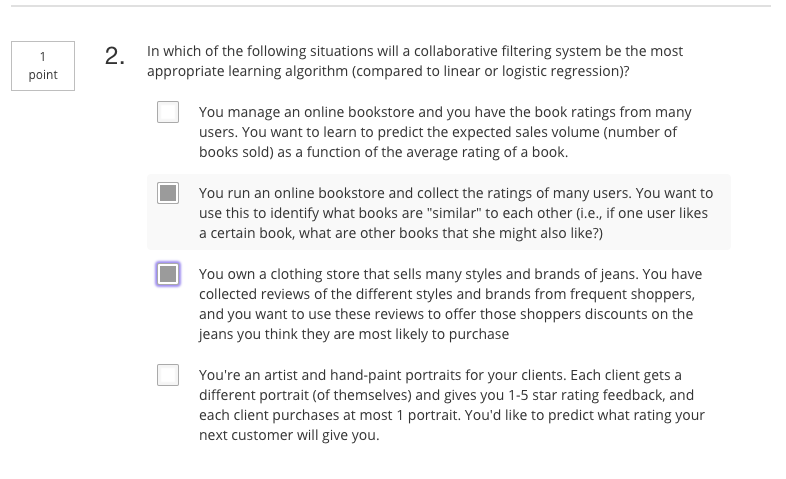 1
point
2.
In which of the following situations will a collaborative filtering system be the most
appropriate learning algorithm (compared to linear or logistic regression)?
You manage an online bookstore and you have the book ratings from many
users. You want to learn to predict the expected sales volume (number of
books sold) as a function of the average rating of a book.
You run an online bookstore and collect the ratings of many users. You want to
use this to identify what books are "similar" to each other (i.e., if one user likes
a certain book, what are other books that she might also like?)
You own a clothing store that sells many styles and brands of jeans. You have
collected reviews of the different styles and brands from frequent shoppers,
and you want to use these reviews to offer those shoppers discounts on the
jeans you think they are most likely to purchase
You're an artist and hand-paint portraits for your clients. Each client gets a
different portrait (of themselves) and gives you 1-5 star rating feedback, and
each client purchases at most 1 portrait. You'd like to predict what rating your
next customer will give you.